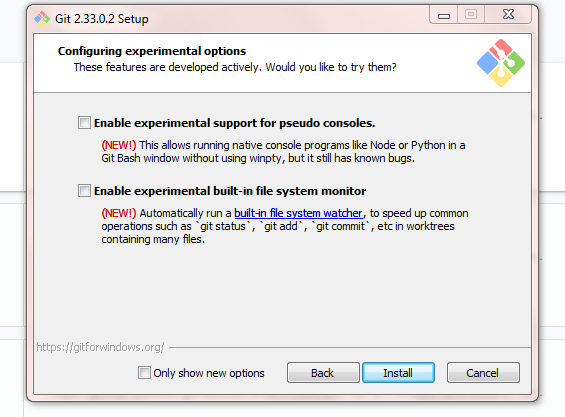 Git 2.33.0.2 Setup
Configuring experimental options
These features are developed actively. Would you like to try them?
Enable experimental support for pseudo consoles.
(NEW!) This allows running native console programs like Node or Python in a
Git Bash window without using winpty, but it still has known bugs.
Enable experimental built-in file system monitor
(NEW!) Automatically run a built-in file system watcher, to speed up common
operations such as `git status`, `git add`, `git commit`, etc in worktrees
containing many files.
https://gitforwindows.org/
Only show new options
Back
Install
Cancel